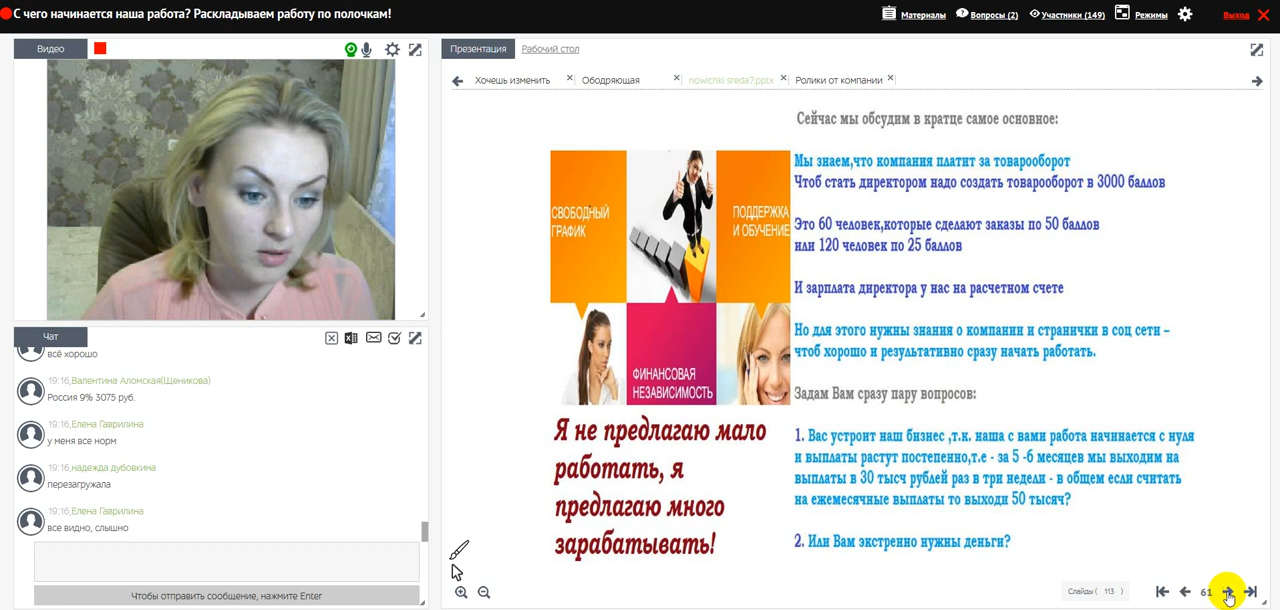 С чего начинается наша работа? Раскладываем работу по полочкам!
Материалы
Вопросы (2)
Участники (149)
Режимы
Выход
Видео
Чат
всё хорошо
19:16,Валентина Аломская(Щеникова)
Россия 9% 3075 руб.
19:16,Елена Гаврилина
у меня все норм
19:16,надежда дубовкина
перезагружала
19:16,Елена Гаврилина
все видно, слышно
Чтобы отправить сообщение, нажмите Enter
Презентация
Рабочий стол
Хочешь изменить
Ободряющая
nowichki sreda7.pptx
Ролики от компании
СВОБОДНЫЙ
ГРАФИК
ПОДДЕРЖКА
И ОБУЧЕНИЕ
ФИНАНСОВАЯ
НЕЗАВИСИМОСТЬ
Я не предлагаю мало
работать, я
предлагаю много
зарабатывать!
Сейчас мы обсудим в кратце самое основное:
Мы знаем,что компания платит за товарооборот
Чтоб стать директором надо создать товарооборот в 3000 баллов
Это 60 человек,которые сделают заказы по 50 баллов
или 120 человек по 25 баллов
И зарплата директора у нас на расчетном счете
Но для этого нужны знания о компании и странички в соц сети –
чтоб хорошо и результативно сразу начать работать.
Задам Вам сразу пару вопросов:
1. Вас устроит наш бизнес ,т.к. наша с вами работа начинается с нуля
и выплаты растут постепенно,т.е - за 5 -6 месяцев мы выходим на
выплаты в 30 тысч рублей раз в три недели - в общем если считать
на ежемесячные выплаты то выходи 50 тысяч?
2. Или Вам экстренно нужны деньги?
Слайды ( 113 )
61